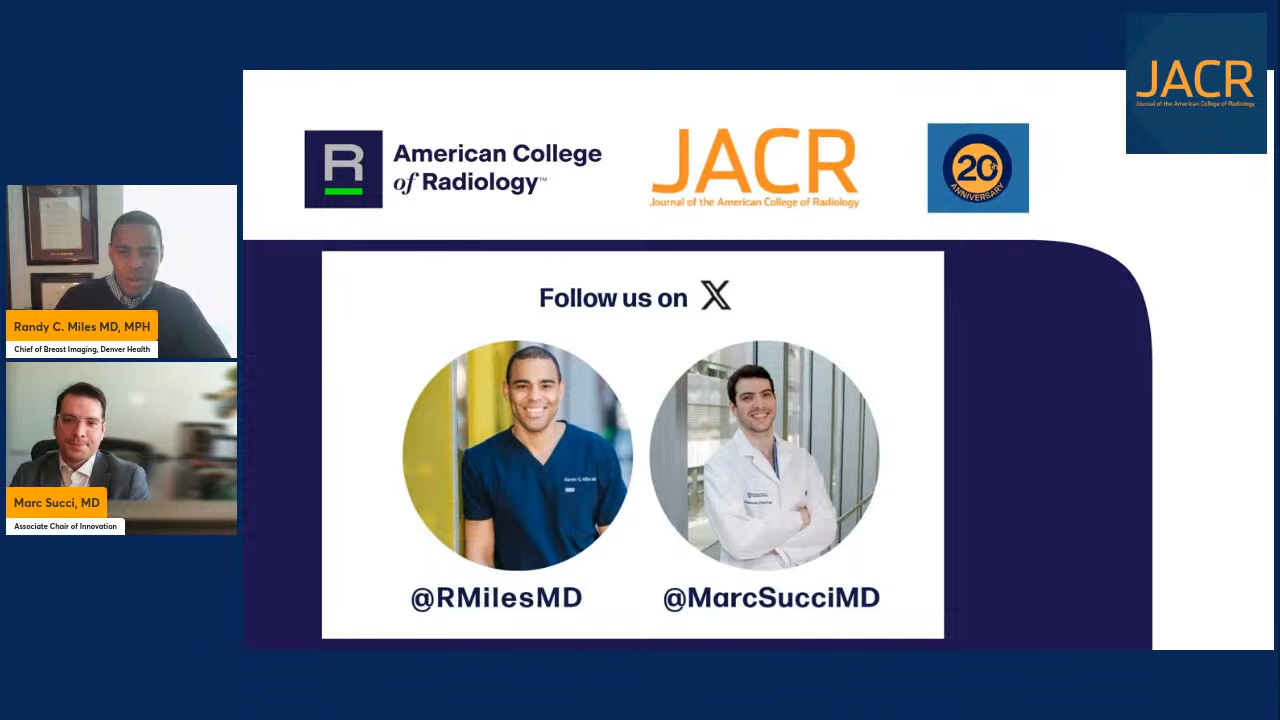 JACR
Journal of the American College of Radiology
R
American College
of Radiology™
JACR
Journal of the American College of Radiology
20th
ANNIVERSARY
Randy C. Miles MD, MPH
Chief of Breast Imaging, Denver Health
Marc Succi, MD
Associate Chair of Innovation
Follow us on X
@RMilesMD
@MarcSucciMD